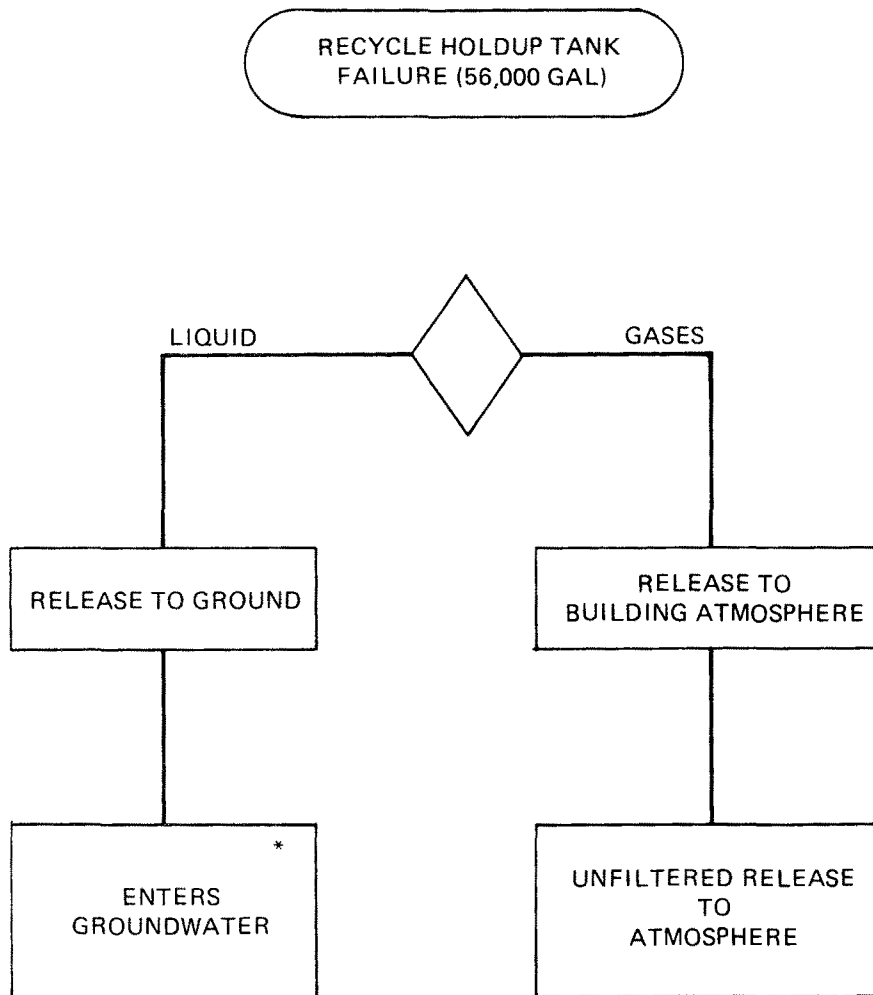 RECYCLE HOLDUP TANK
FAILURE (56,000 GAL)
LIQUID
GASES
RELEASE TO GROUND
RELEASE TO
BUILDING ATMOSPHERE
*
ENTERS
GROUNDWATER
UNFILTERED RELEASE
TO
ATMOSPHERE